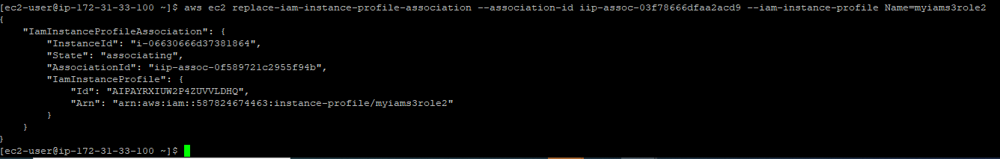 [ec2-user@ip-172-31-33-100 ~]$ aws ec2 replace-iam-instance-profile-association --association-id iip-assoc-03f78666dfaa2acd9 --iam-instance-profile Name=myiams3role2
{
    "IamInstanceProfileAssociation": {
        "InstanceId": "i-06630666d37381864",
        "State": "associating",
        "AssociationId": "iip-assoc-0f589721c2955f94b",
        "IamInstanceProfile": {
            "Id": "AIPAYRXIUW2P4ZUVVLDHQ",
            "Arn": "arn:aws:iam::587824674463:instance-profile/myiams3role2"
        }
    }
}
[ec2-user@ip-172-31-33-100 ~]$